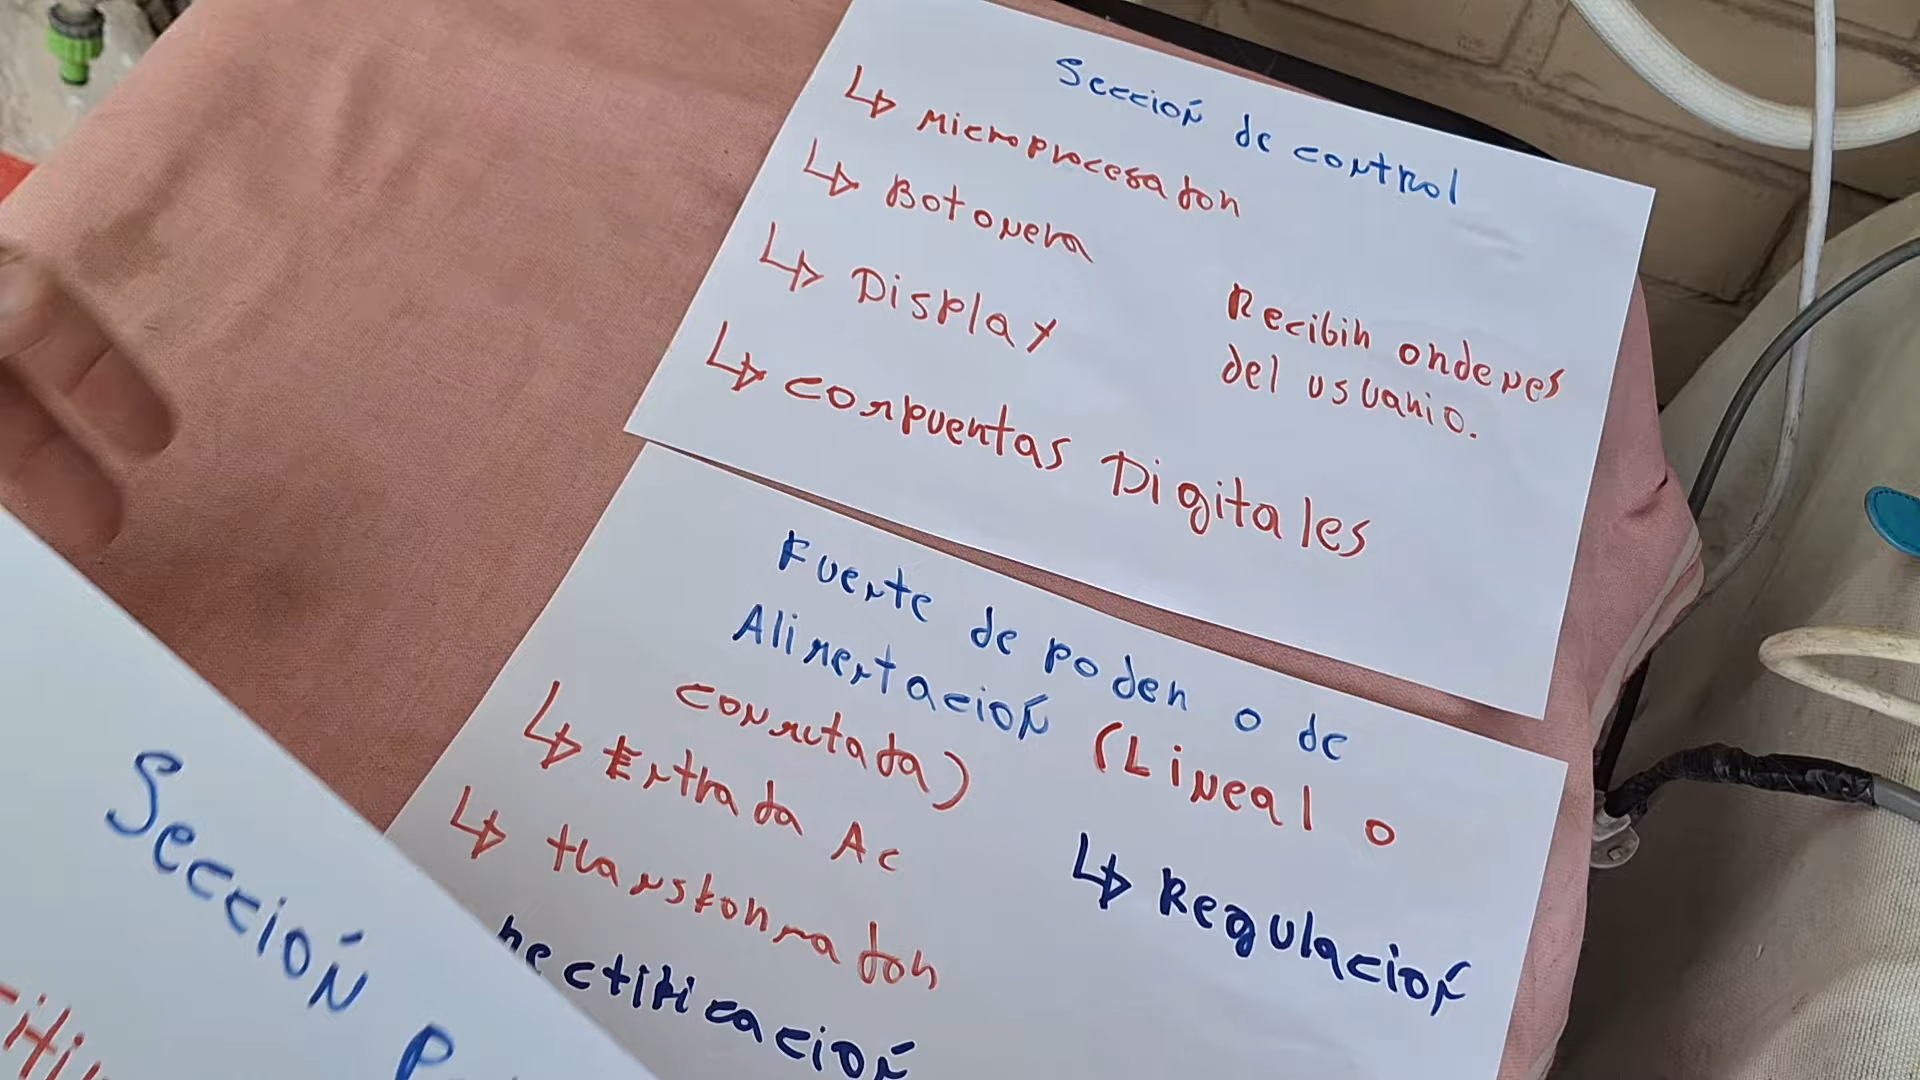 Sección de control
↳ Microprocesador
↳ Botonera
↳ Display
↳ Compuertas Digitales
Recibir ordenes
del usuario.
Fuente de poder o de
Alimentación (Lineal o
conmutada)
↳ Entrada Ac
↳ transformador
rectificación
↳ Regulación
Sección